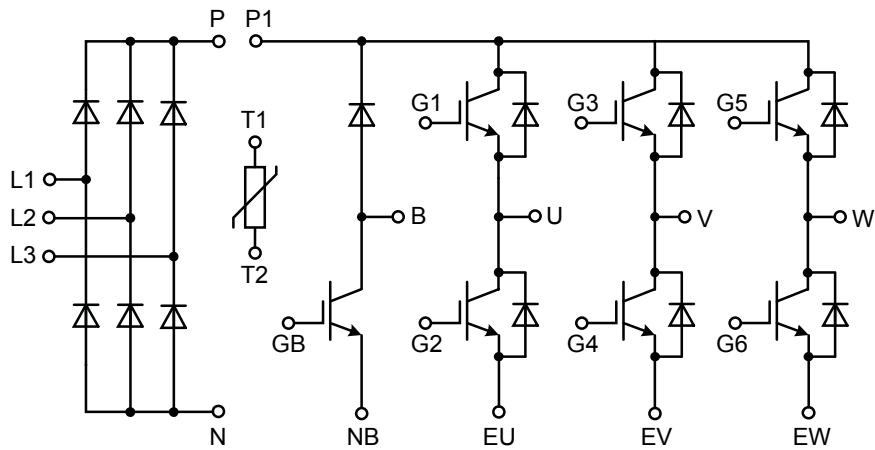 P P1
G1 G3 G5
T1
L1
L2 B U V W
L3
T2
GB G2 G4 G6
N NB EU EV EW